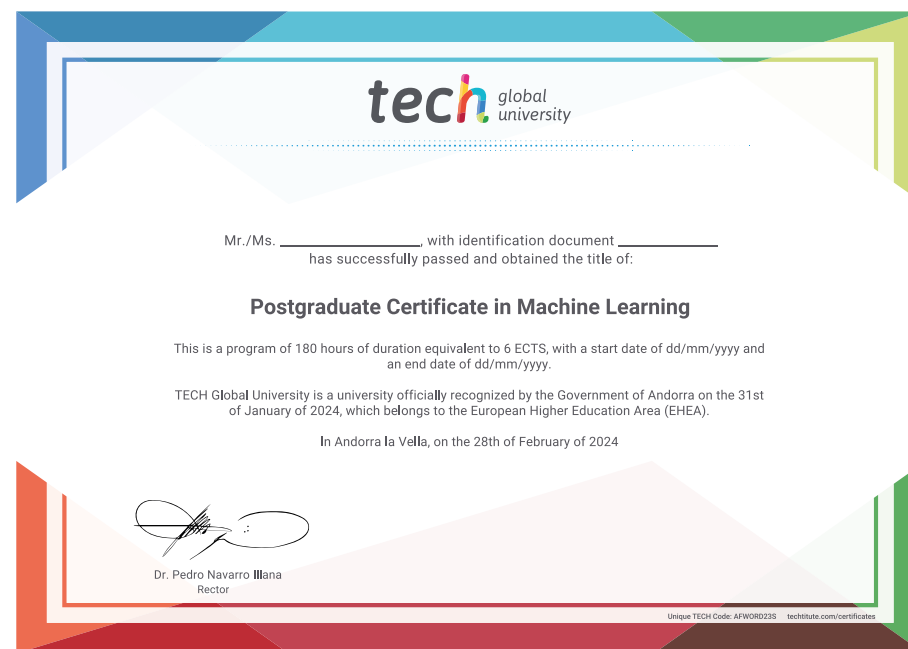 tech global university
Mr./Ms. ____________________, with identification document ______________
has successfully passed and obtained the title of:
Postgraduate Certificate in Machine Learning
This is a program of 180 hours of duration equivalent to 6 ECTS, with a start date of dd/mm/yyyy and
an end date of dd/mm/yyyy.
TECH Global University is a university officially recognized by the Government of Andorra on the 31st
of January of 2024, which belongs to the European Higher Education Area (EHEA).
In Andorra la Vella, on the 28th of February of 2024
Dr. Pedro Navarro Illana
Rector
Unique TECH Code: AFWORD23S techtitute.com/certificates